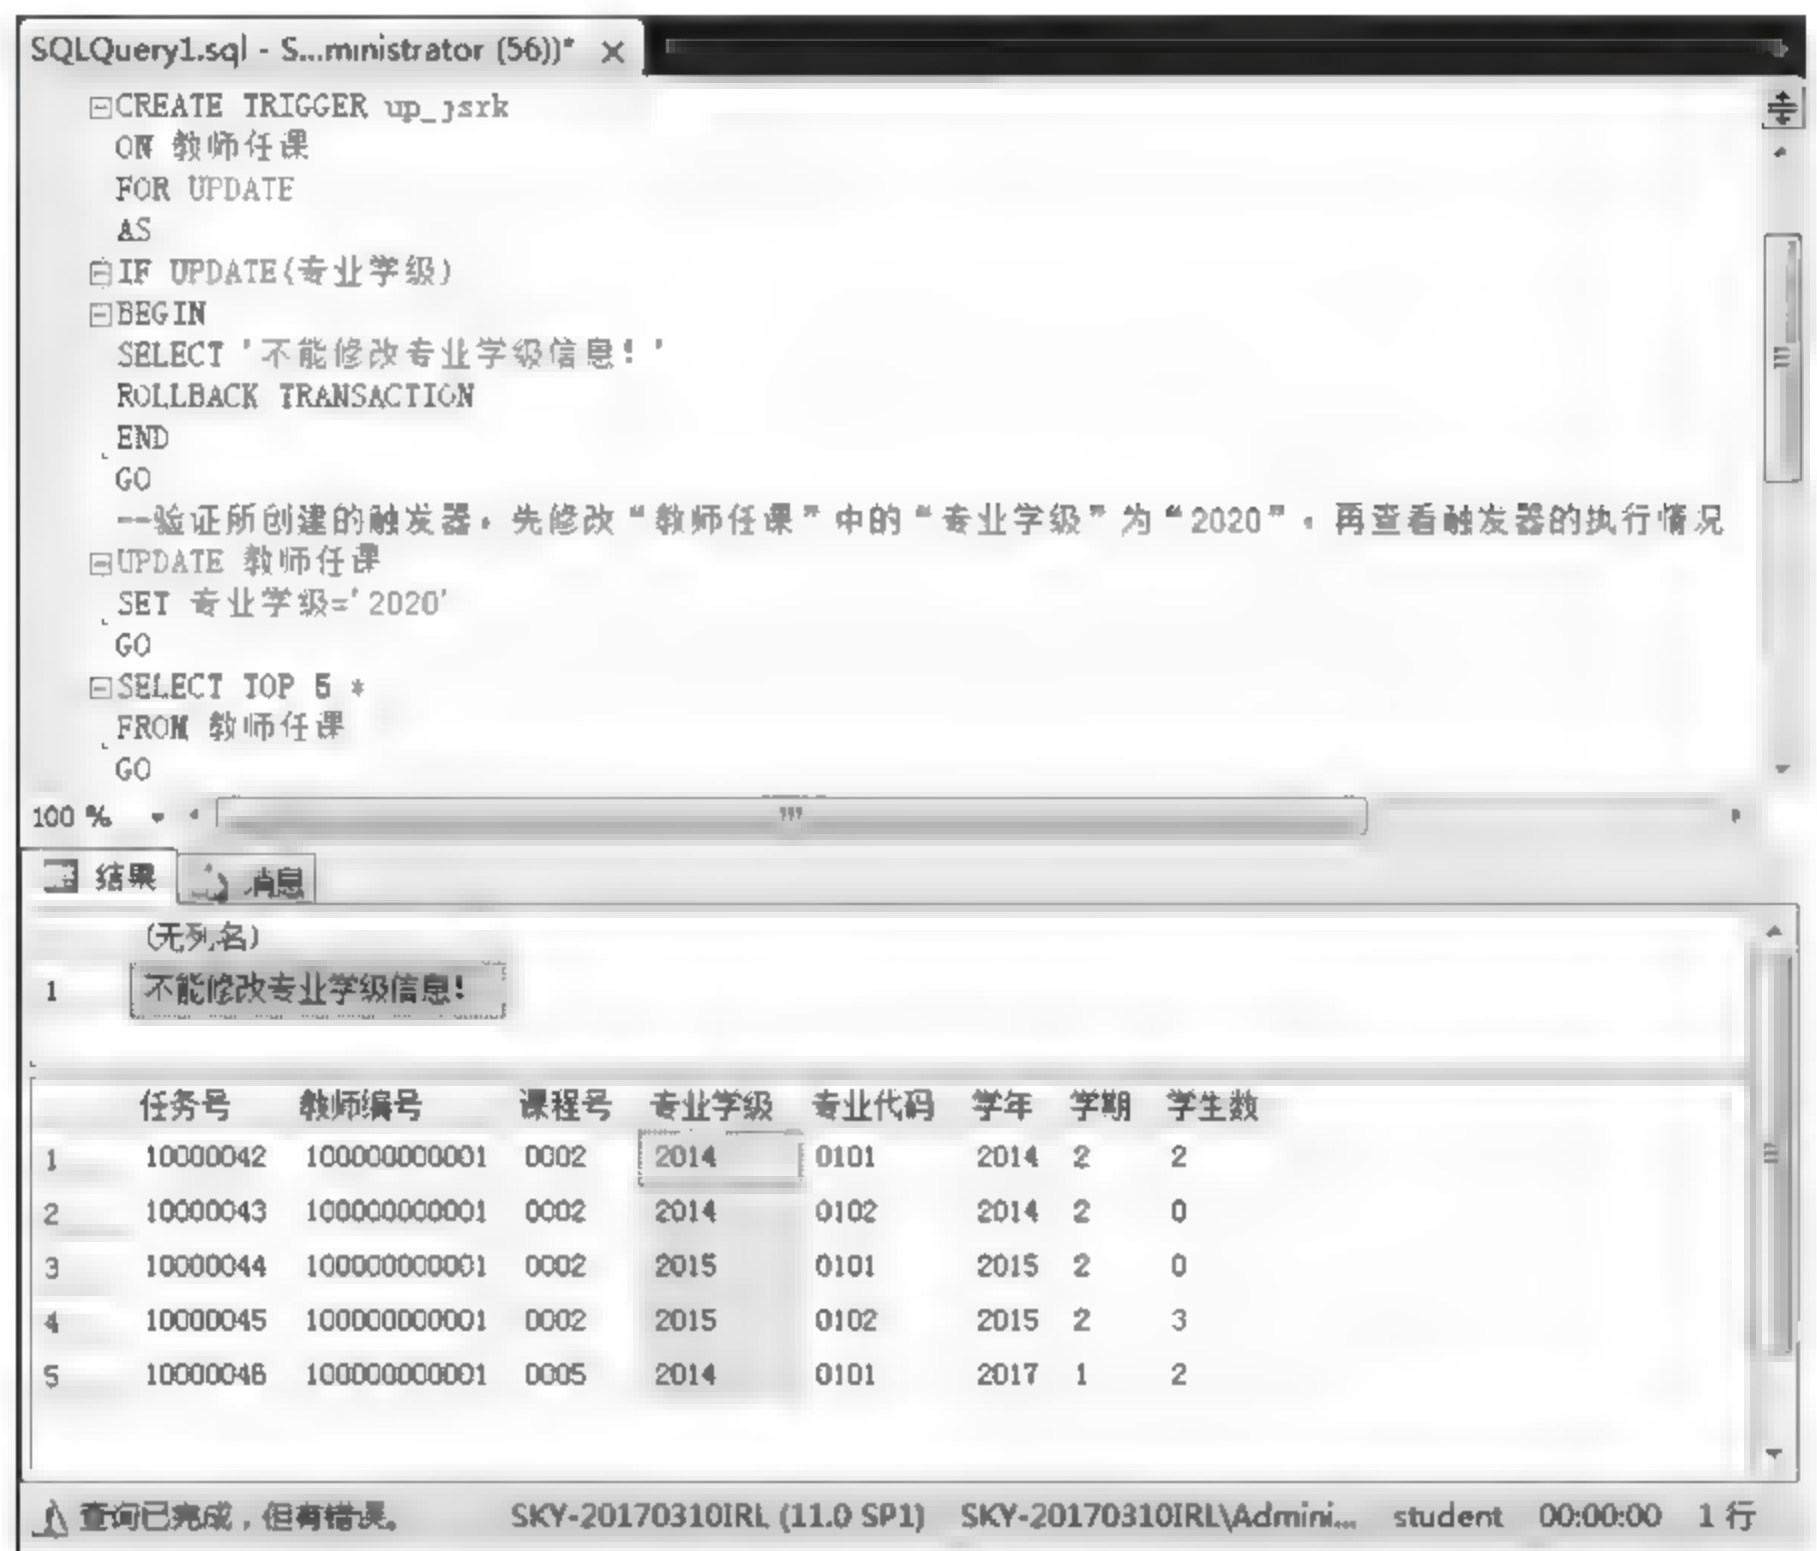 SQLQuery1.sql - S...ministrator (56))* ×
CREATE TRIGGER up_jsrk
ON 教师任课
FOR UPDATE
AS
IF UPDATE(专业学级)
BEGIN
SELECT '不能修改专业学级信息!'
ROLLBACK TRANSACTION
END
GO
--验证所创建的触发器,先修改“教师任课”中的“专业学级”为“2020”,再查看触发器的执行情况
UPDATE 教师任课
SET 专业学级='2020'
GO
SELECT TOP 5 *
FROM 教师任课
GO
100 %
结果 消息
(无列名)
1 不能修改专业学级信息!
任务号 教师编号 课程号 专业学级 专业代码 学年 学期 学生数
1 10000042 100000000001 0002 2014 0101 2014 2 2
2 10000043 100000000001 0002 2014 0102 2014 2 0
3 10000044 100000000001 0002 2015 0101 2015 2 0
4 10000045 100000000001 0002 2015 0102 2015 2 3
5 10000046 100000000001 0005 2014 0101 2017 1 2
查询已完成,但有错误。 SKY-20170310IRL (11.0 SP1) SKY-20170310IRL\Admini... student 00:00:00 1 行